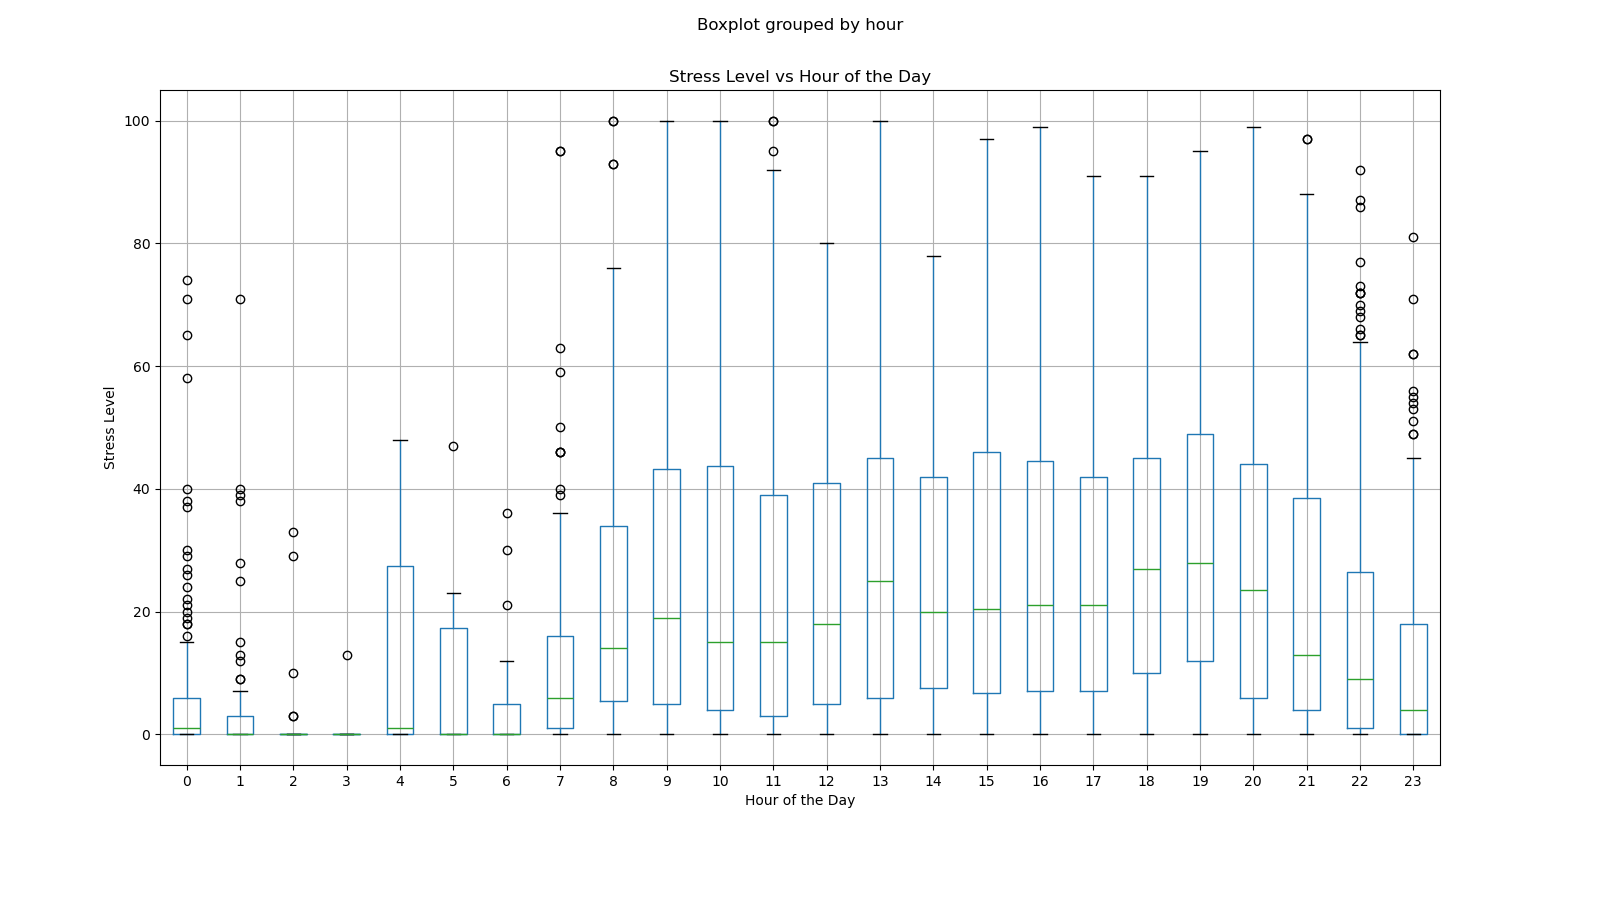 Boxplot grouped by hour
Stress Level vs Hour of the Day
100
80
60
40
20
0
Stress Level
0 1 2 3 4 5 6 7 8 9 10 11 12 13 14 15 16 17 18 19 20 21 22 23
Hour of the Day